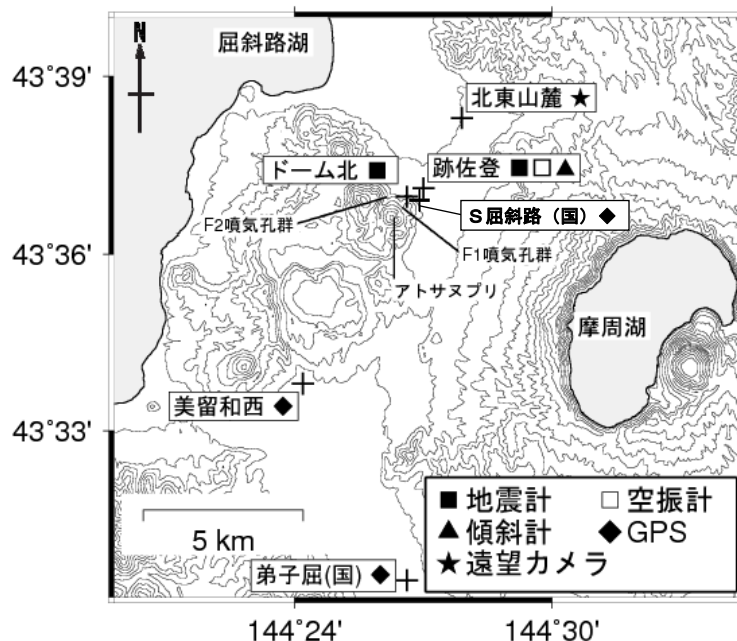 N
屈斜路湖
43°39'
北東山麓 ★
ドーム北 ■
跡佐登 ■□▲
S屈斜路（国）◆
F2噴気孔群
F1噴気孔群
43°36'
アトサヌプリ
摩周湖
美留和西 ◆
43°33'
■地震計 □空振計
▲傾斜計 ◆GPS
★遠望カメラ
5 km
弟子屈(国) ◆
144°24' 144°30'